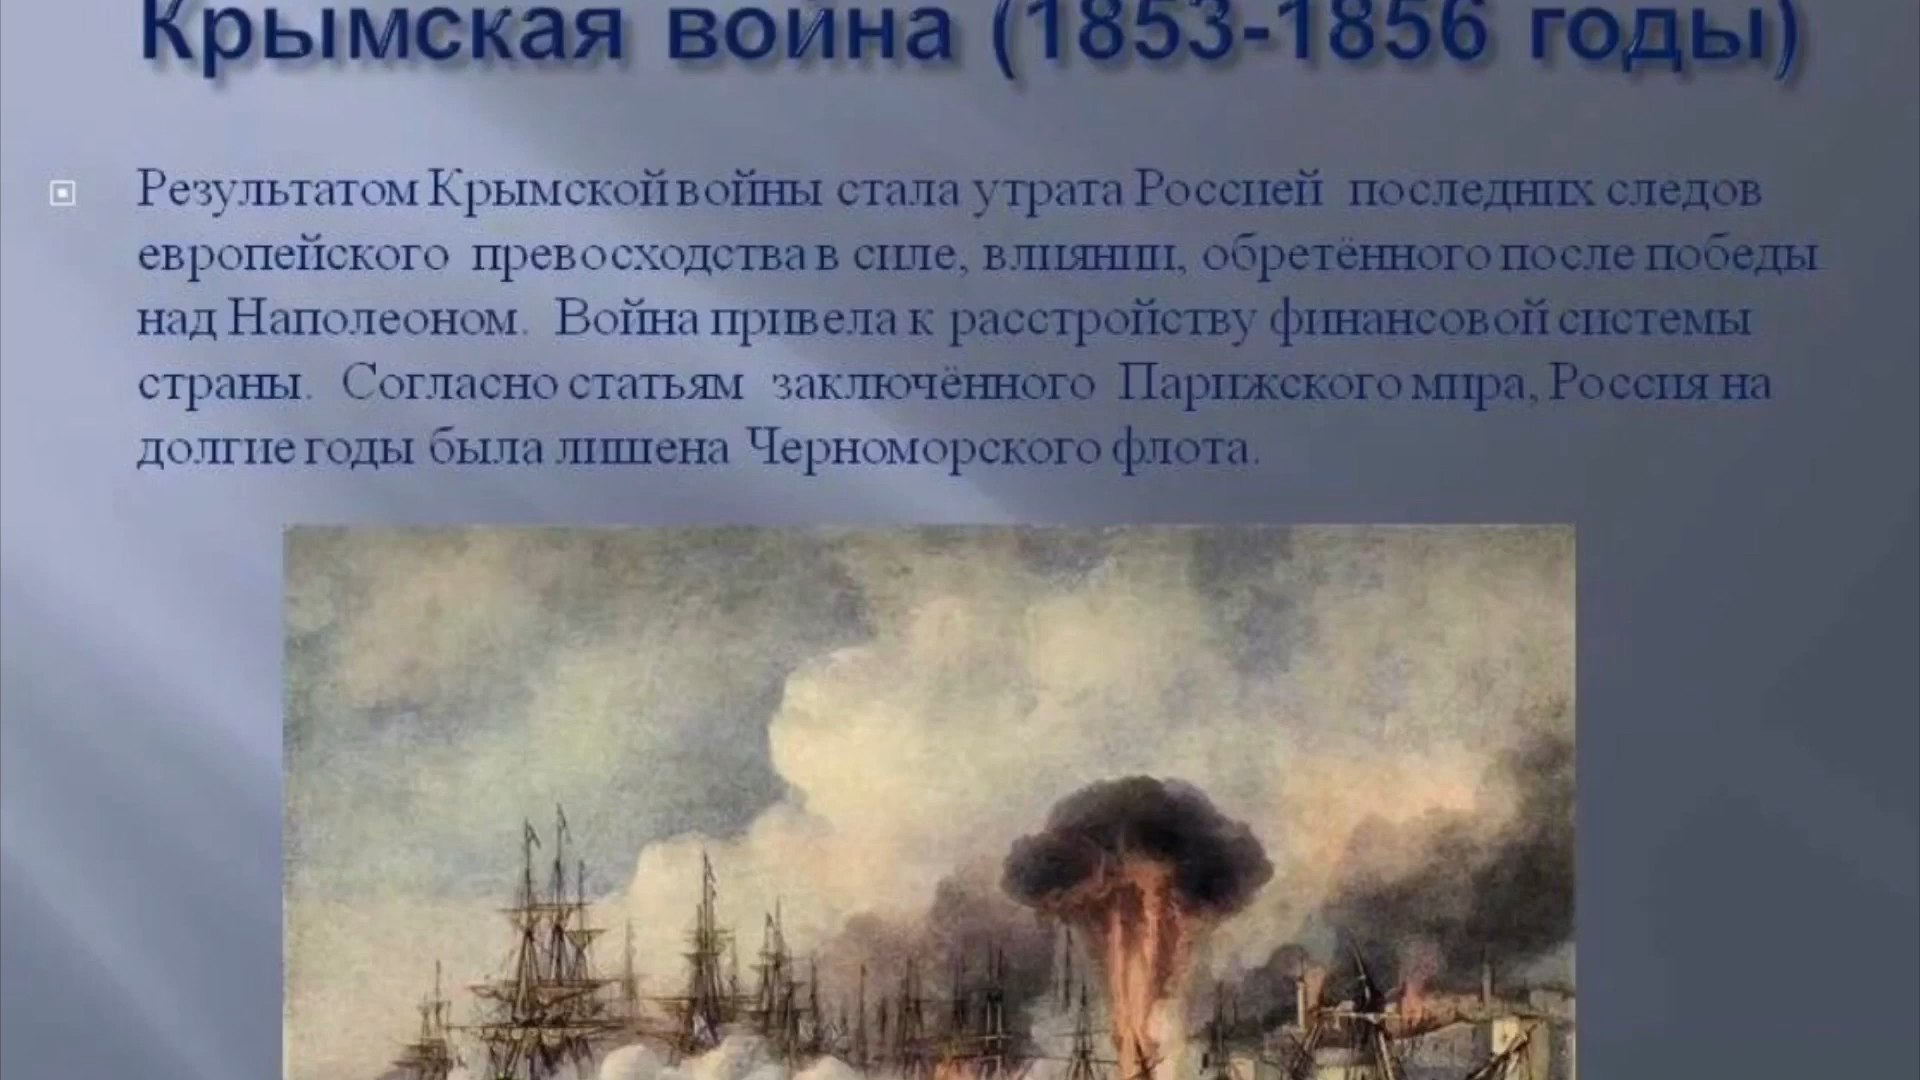 Крымская война (1853-1856 годы)
Результатом Крымской войны стала утрата Россией последних следов
европейского превосходства в силе, влиянии, обретённого после победы
над Наполеоном. Война привела к расстройству финансовой системы
страны. Согласно статьям заключённого Парижского мира, Россия на
долгие годы была лишена Черноморского флота.